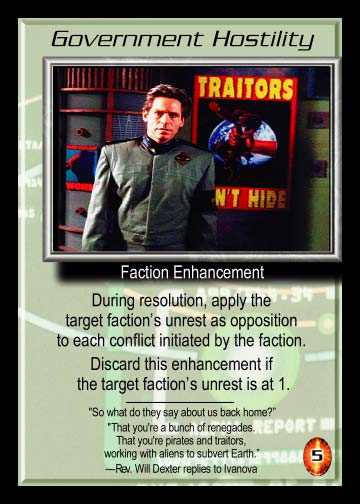 Government Hostility
TRAITORS
WOR
N'T HIDE
Faction Enhancement
During resolution, apply the
target faction's unrest as opposition
to each conflict initiated by the faction.
Discard this enhancement if
the target faction's unrest is at 1.
"So what do they say about us back home?"
"That you're a bunch of renegades.
That you're pirates and traitors,
working with aliens to subvert Earth."
—Rev. Will Dexter replies to Ivanova
REPORT
5